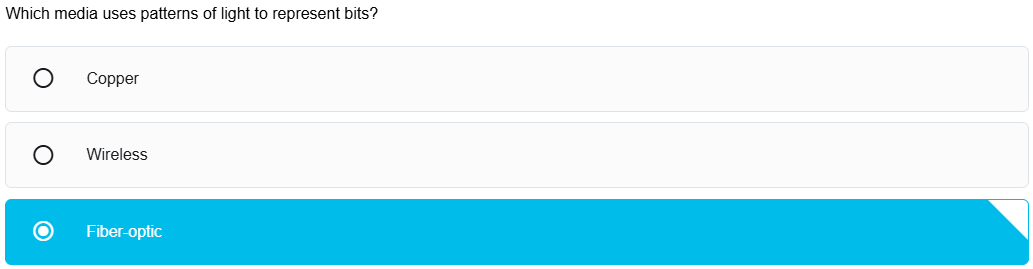 Which media uses patterns of light to represent bits?
Copper
Wireless
Fiber-optic